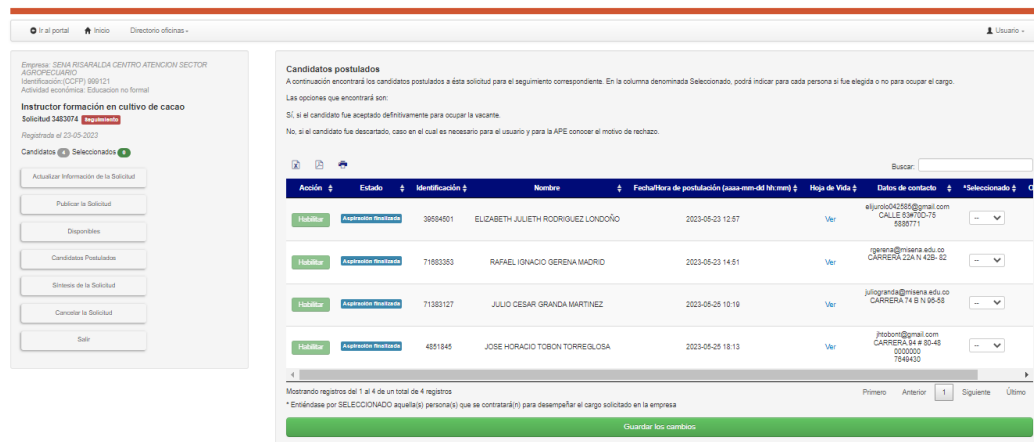 Ir al portal Inicio Directorio oficinas Usuario
Empresa: SENA RISARALDA CENTRO ATENCION SECTOR
AGROPECUARIO
Identificación:(CCFP) 999121
Actividad económica: Educacion no formal
Instructor formación en cultivo de cacao
Solicitud 3483074 Seguimiento
Registrada el 23-05-2023
Candidatos 4 Seleccionados 0
Actualizar Información de la Solicitud
Publicar la Solicitud
Disponibles
Candidatos Postulados
Síntesis de la Solicitud
Cancelar la Solicitud
Salir
Candidatos postulados
A continuación encontrará los candidatos postulados a ésta solicitud para el seguimiento correspondiente. En la columna denominada Seleccionado, podrá indicar para cada persona si fue elegida o no para ocupar el cargo.
Las opciones que encontrará son:
Sí, si el candidato fue aceptado definitivamente para ocupar la vacante.
No, si el candidato fue descartado, caso en el cual es necesario para el usuario y para la APE conocer el motivo de rechazo.
Buscar:
Acción Estado Identificación Nombre Fecha/Hora de postulación (aaaa-mm-dd hh:mm) Hoja de Vida Datos de contacto *Seleccionado O
Habilitar Aspiración finalizada 39584501 ELIZABETH JULIETH RODRIGUEZ LONDOÑO 2023-05-23 12:57 Ver elijurolo042585@gmail.com
CALLE 63#70D-75
5886771
--
Habilitar Aspiración finalizada 71683353 RAFAEL IGNACIO GERENA MADRID 2023-05-23 14:51 Ver rgerena@misena.edu.co
CARRERA 22A N 42B- 82
--
Habilitar Aspiración finalizada 71383127 JULIO CESAR GRANDA MARTINEZ 2023-05-25 10:19 Ver juliogranda@misena.edu.co
CARRERA 74 B N 96-58
--
Habilitar Aspiración finalizada 4851845 JOSE HORACIO TOBON TORREGLOSA 2023-05-25 18:13 Ver jhtobont@gmail.com
CARRERA 94 # 80-48
0000000
7649430
--
Mostrando registros del 1 al 4 de un total de 4 registros
Primero Anterior 1 Siguiente Último
* Entiéndase por SELECCIONADO aquella(s) persona(s) que se contratará(n) para desempeñar el cargo solicitado en la empresa
Guardar los cambios